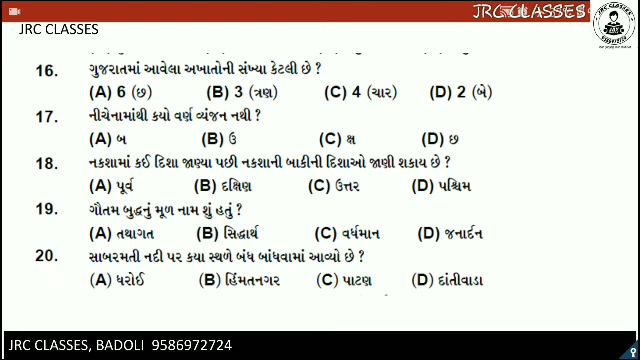 JRC CLASSES
JRC CLASSES
16. ગુજરાતમાં આવેલા અખાતોની સંખ્યા કેટલી છે ?
(A) 6 (છ) (B) 3 (ત્રણ) (C) 4 (ચાર) (D) 2 (બે)
17. નીચેનામાંથી કયો વર્ણ વ્યંજન નથી ?
(A) બ (B) ઉ (C) ક્ષ (D) છ
18. નકશામાં કઈ દિશા જાણ્યા પછી નકશાની બાકીની દિશાઓ જાણી શકાય છે ?
(A) પૂર્વ (B) દક્ષિણ (C) ઉત્તર (D) પશ્ચિમ
19. ગૌતમ બુદ્ધનું મૂળ નામ શું હતું ?
(A) તથાગત (B) સિદ્ધાર્થ (C) વર્ધમાન (D) જનાર્દન
20. સાબરમતી નદી પર કયા સ્થળે બંધ બાંધવામાં આવ્યો છે ?
(A) ધરોઈ (B) હિંમતનગર (C) પાટણ (D) દાંતીવાડા
JRC CLASSES, BADOLI 9586972724